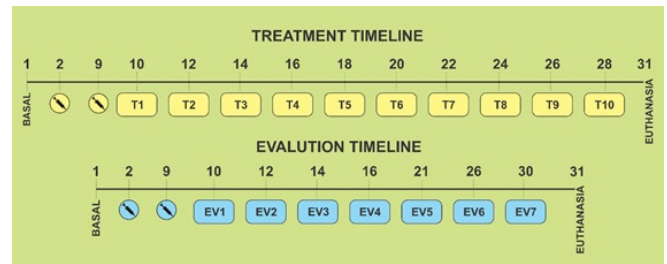 TREATMENT TIMELINE
1 2 9 10 12 14 16 18 20 22 24 26 28 31
BASAL T1 T2 T3 T4 T5 T6 T7 T8 T9 T10 EUTHANASIA
EVALUTION TIMELINE
1 2 9 10 12 14 16 21 26 30 31
BASAL EV1 EV2 EV3 EV4 EV5 EV6 EV7 EUTHANASIA